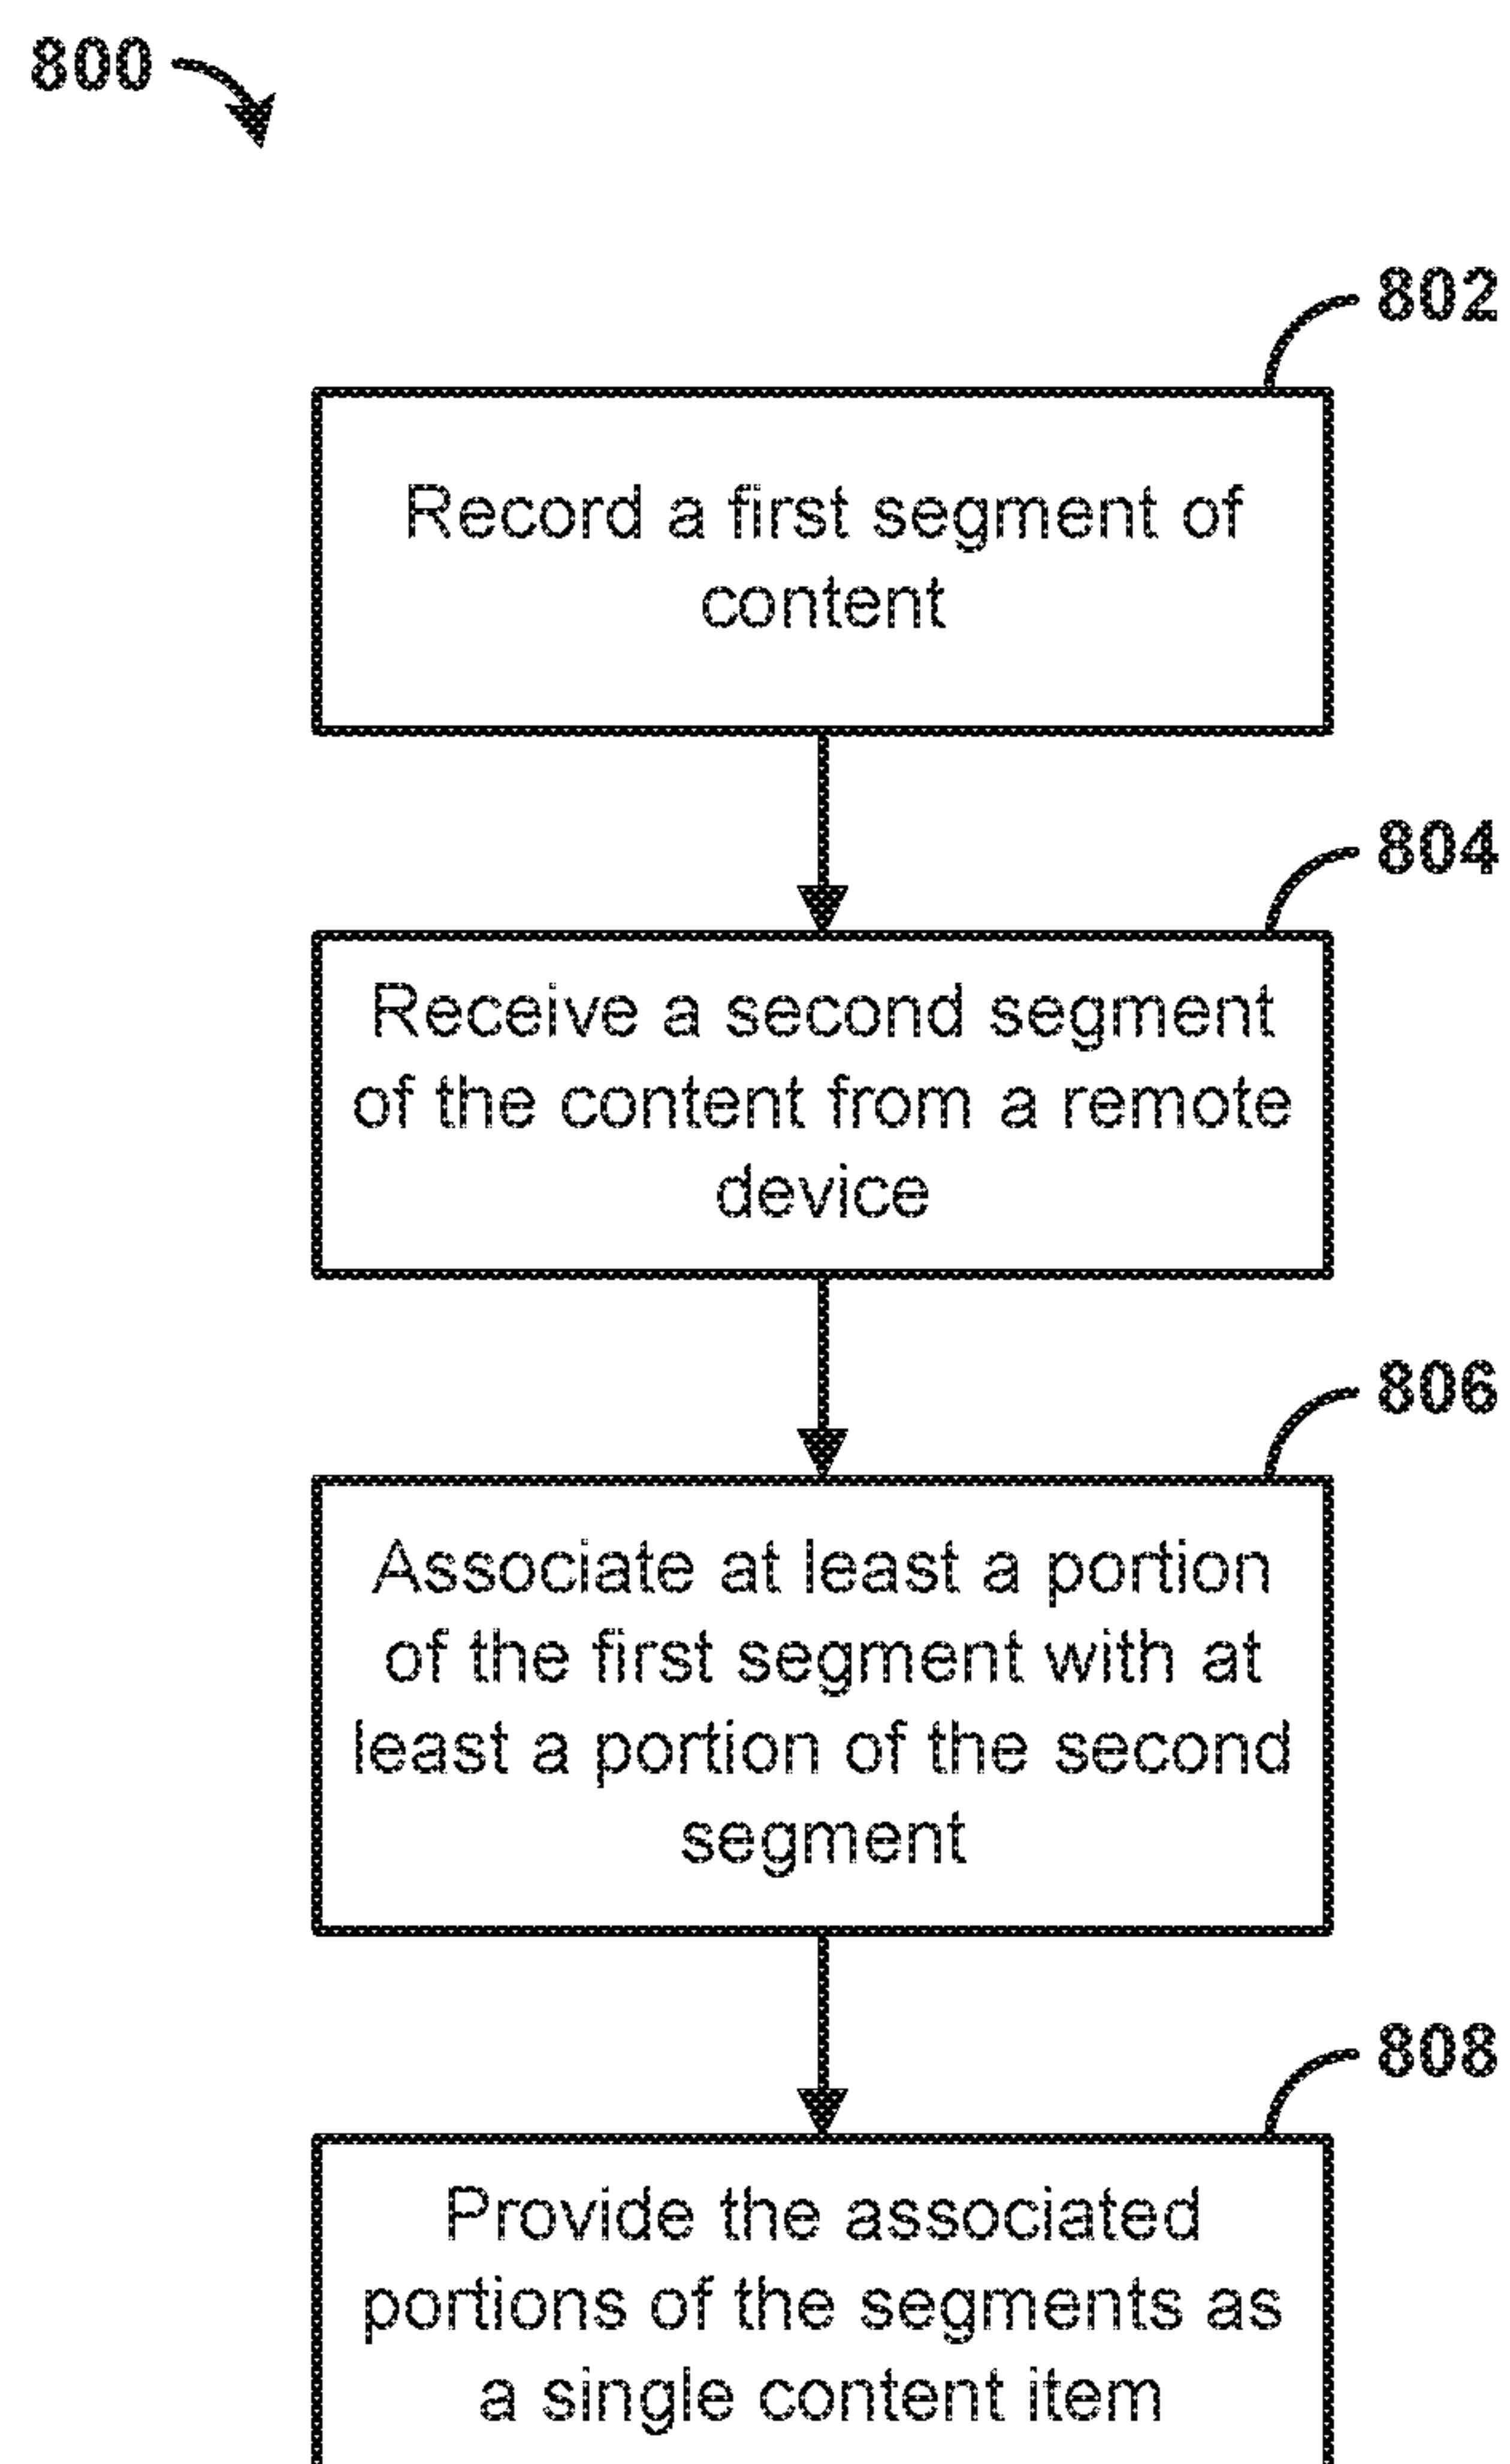 800
802
Record a first segment of
content
804
Receive a second segment
of the content from a remote
device
806
Associate at least a portion
of the first segment with at
least a portion of the second
segment
808
Provide the associated
portions of the segments as
a single content item